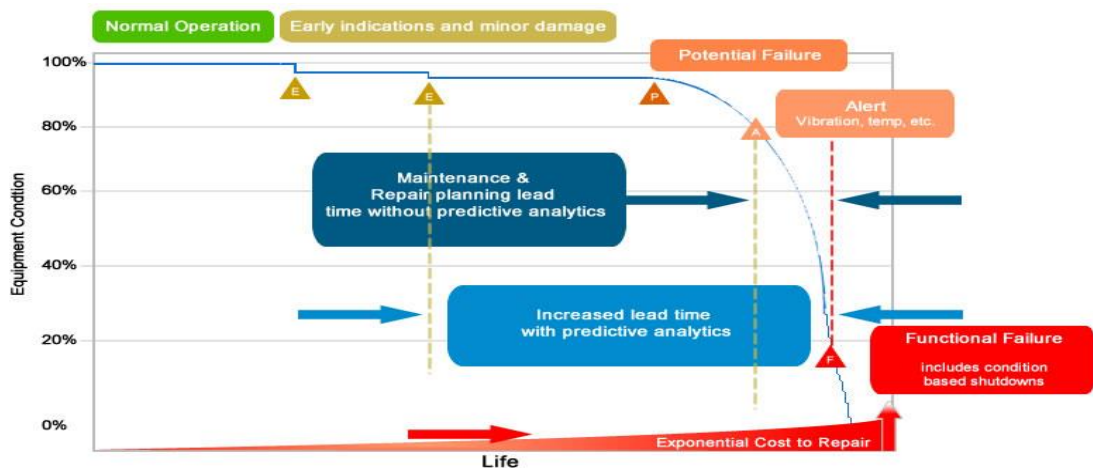 Normal Operation
Early indications and minor damage
Potential Failure
Alert
Vibration, temp, etc.
100%
80%
60%
40%
20%
0%
Equipment Condtion
E
E
P
A
Maintenance &
Repair planning lead
time without predictive analytics
Increased lead time
with predictive analytics
F
Functional Failure
includes condition
based shutdowns
Exponential Cost to Repair
Life